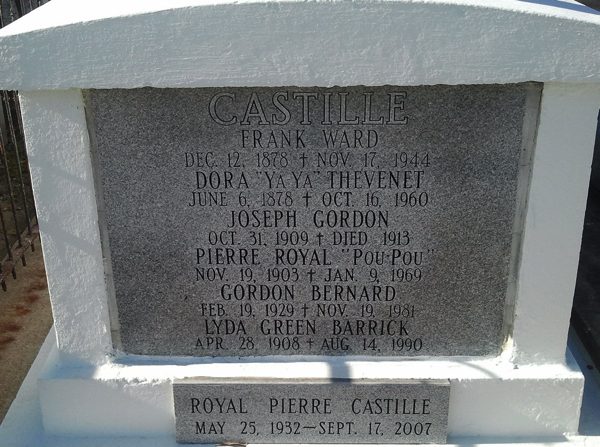 CASTILLE
FRANK WARD
DEC. 12, 1878 † NOV. 17, 1944
DORA "YA YA" THEVENET
JUNE 6, 1878 † OCT. 16, 1960
JOSEPH GORDON
OCT. 31, 1909 † DIED 1913
PIERRE ROYAL "POU-POU"
NOV. 19, 1903 † JAN. 9, 1969
GORDON BERNARD
FEB. 19, 1929 † NOV. 19, 1981
LYDA GREEN BARRICK
APR. 28, 1908 † AUG. 14, 1990
ROYAL PIERRE CASTILLE
MAY 25, 1932—SEPT. 17, 2007